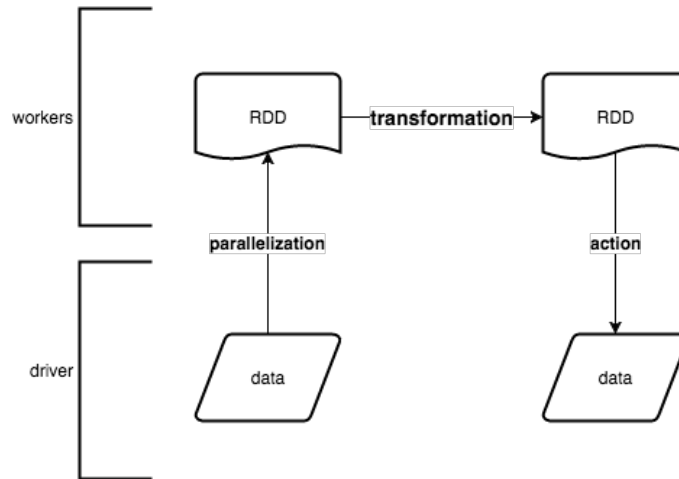 workers
RDD
transformation
RDD
parallelization
action
driver
data
data